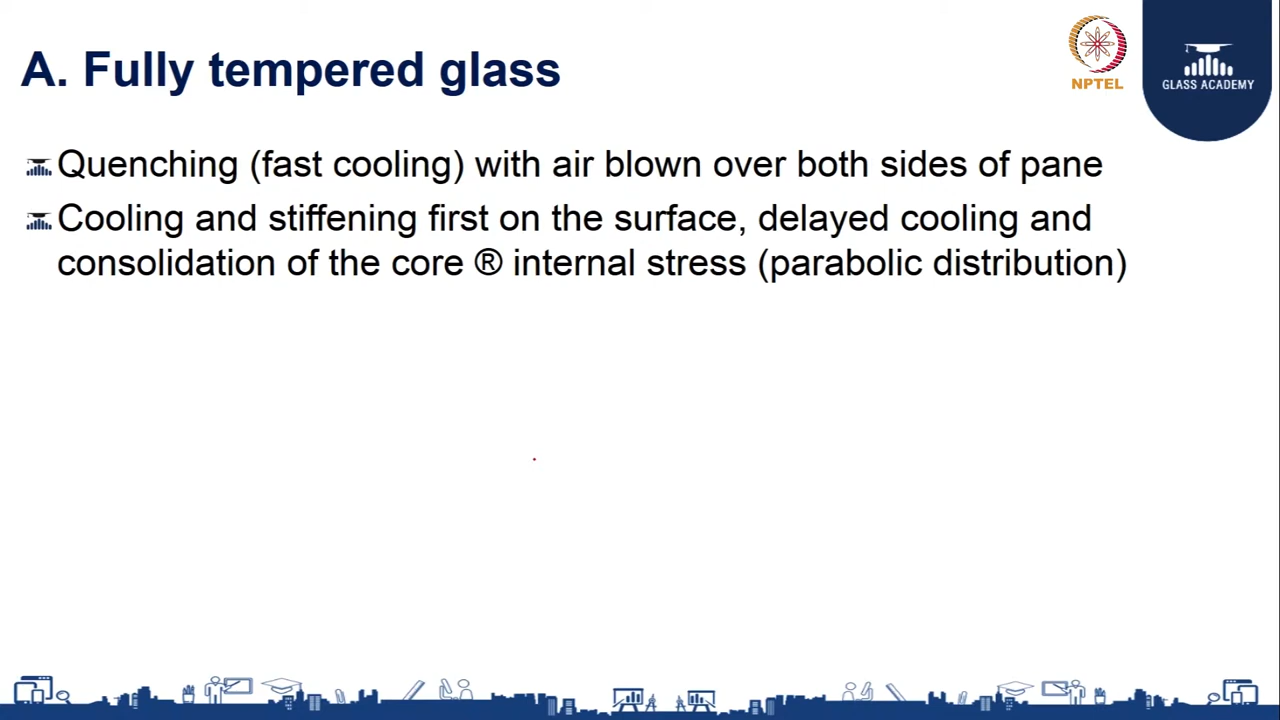 A. Fully tempered glass
NPTEL
GLASS ACADEMY
Quenching (fast cooling) with air blown over both sides of pane
Cooling and stiffening first on the surface, delayed cooling and
consolidation of the core ® internal stress (parabolic distribution)